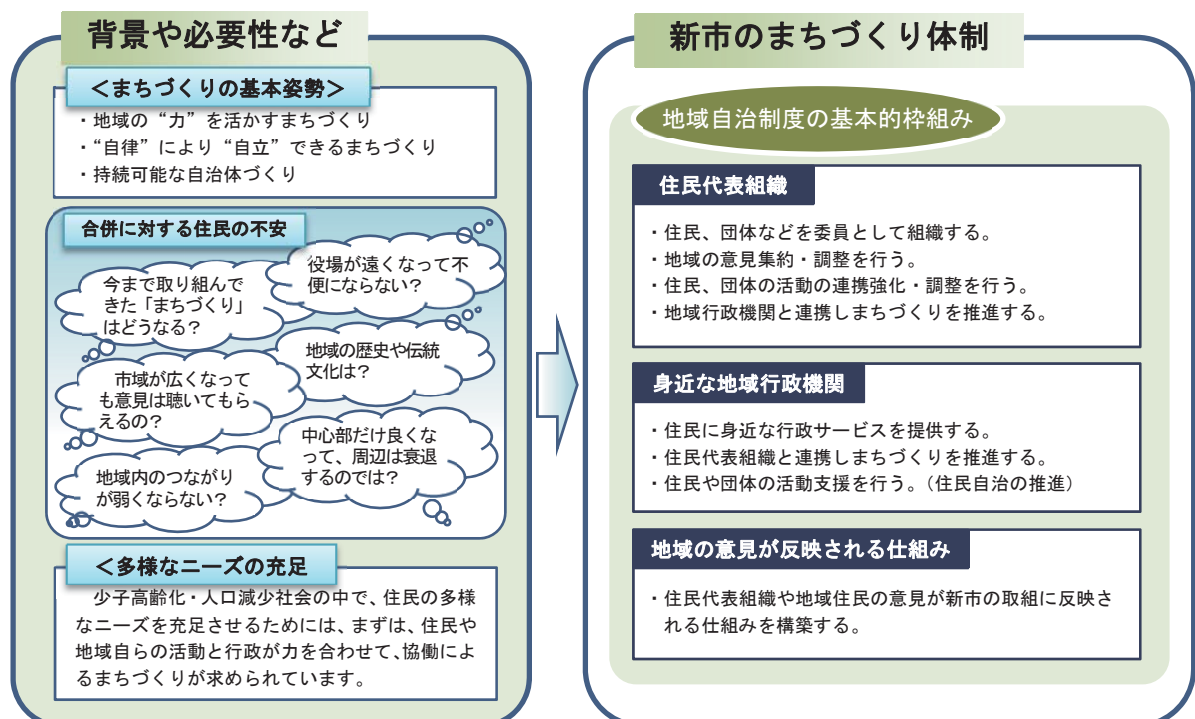 背景や必要性など
＜まちづくりの基本姿勢＞
・地域の“力”を活かすまちづくり
・“自律”により“自立”できるまちづくり
・持続可能な自治体づくり
合併に対する住民の不安
役場が遠くなって不
便にならない？
今まで取り組んで
きた「まちづくり」
はどうなる？
地域の歴史や伝統
文化は？
市域が広くなって
も意見は聴いてもら
えるの？
中心部だけ良くな
って、周辺は衰退
するのでは？
地域内のつながり
が弱くならない？
＜多様なニーズの充足
少子高齢化・人口減少社会の中で、住民の多様
なニーズを充足させるためには、まずは、住民や
地域自らの活動と行政が力を合わせて、協働によ
るまちづくりが求められています。
新市のまちづくり体制
地域自治制度の基本的枠組み
住民代表組織
・住民、団体などを委員として組織する。
・地域の意見集約・調整を行う。
・住民、団体の活動の連携強化・調整を行う。
・地域行政機関と連携しまちづくりを推進する。
身近な地域行政機関
・住民に身近な行政サービスを提供する。
・住民代表組織と連携しまちづくりを推進する。
・住民や団体の活動支援を行う。（住民自治の推進）
地域の意見が反映される仕組み
・住民代表組織や地域住民の意見が新市の取組に反映さ
れる仕組みを構築する。